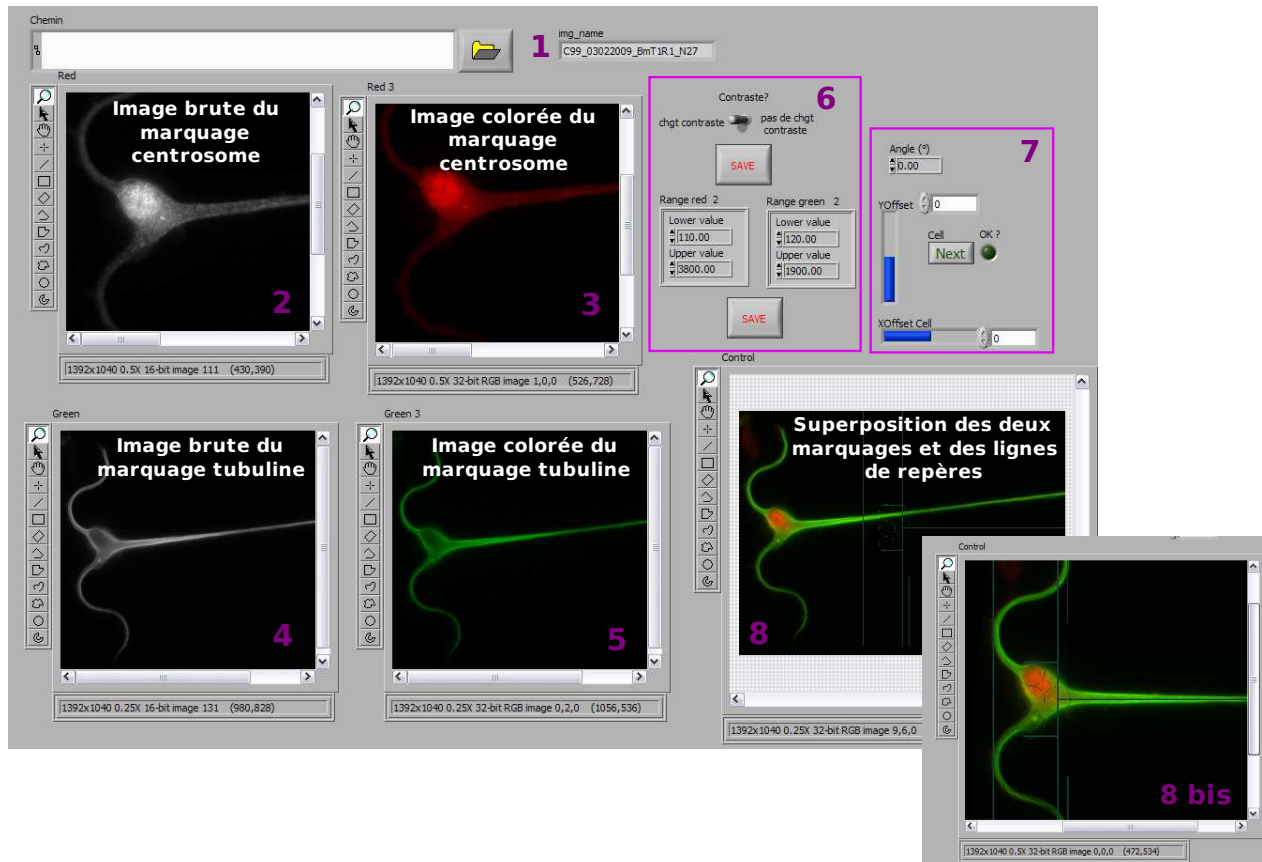 Chemin
1
img_name
C99_03022009_BmT1R1_N27
Red
Image brute du
marquage
centrosome
2
1392x1040 0.5X 16-bit image 111 (430,390)
Red 3
Image colorée du
marquage
centrosome
3
1392x1040 0.5X 32-bit RGB image 1,0,0 (526,728)
6
Contraste?
chgt contraste
pas de chgt
contraste
SAVE
Range red 2
Lower value
110.00
Upper value
3800.00
Range green 2
Lower value
120.00
Upper value
1900.00
SAVE
7
Angle (°)
0.00
YOffset
0
Cell
Next
OK ?
XOffset Cell
0
Green
Image brute du
marquage tubuline
4
1392x1040 0.25X 16-bit image 131 (980,828)
Green 3
Image colorée du
marquage tubuline
5
1392x1040 0.25X 32-bit RGB image 0,2,0 (1056,536)
Control
Superposition des deux
marquages et des lignes
de repères
8
1392x1040 0.25X 32-bit RGB image 9,6,0
Control
8 bis
1392x1040 0.5X 32-bit RGB image 0,0,0 (472,534)